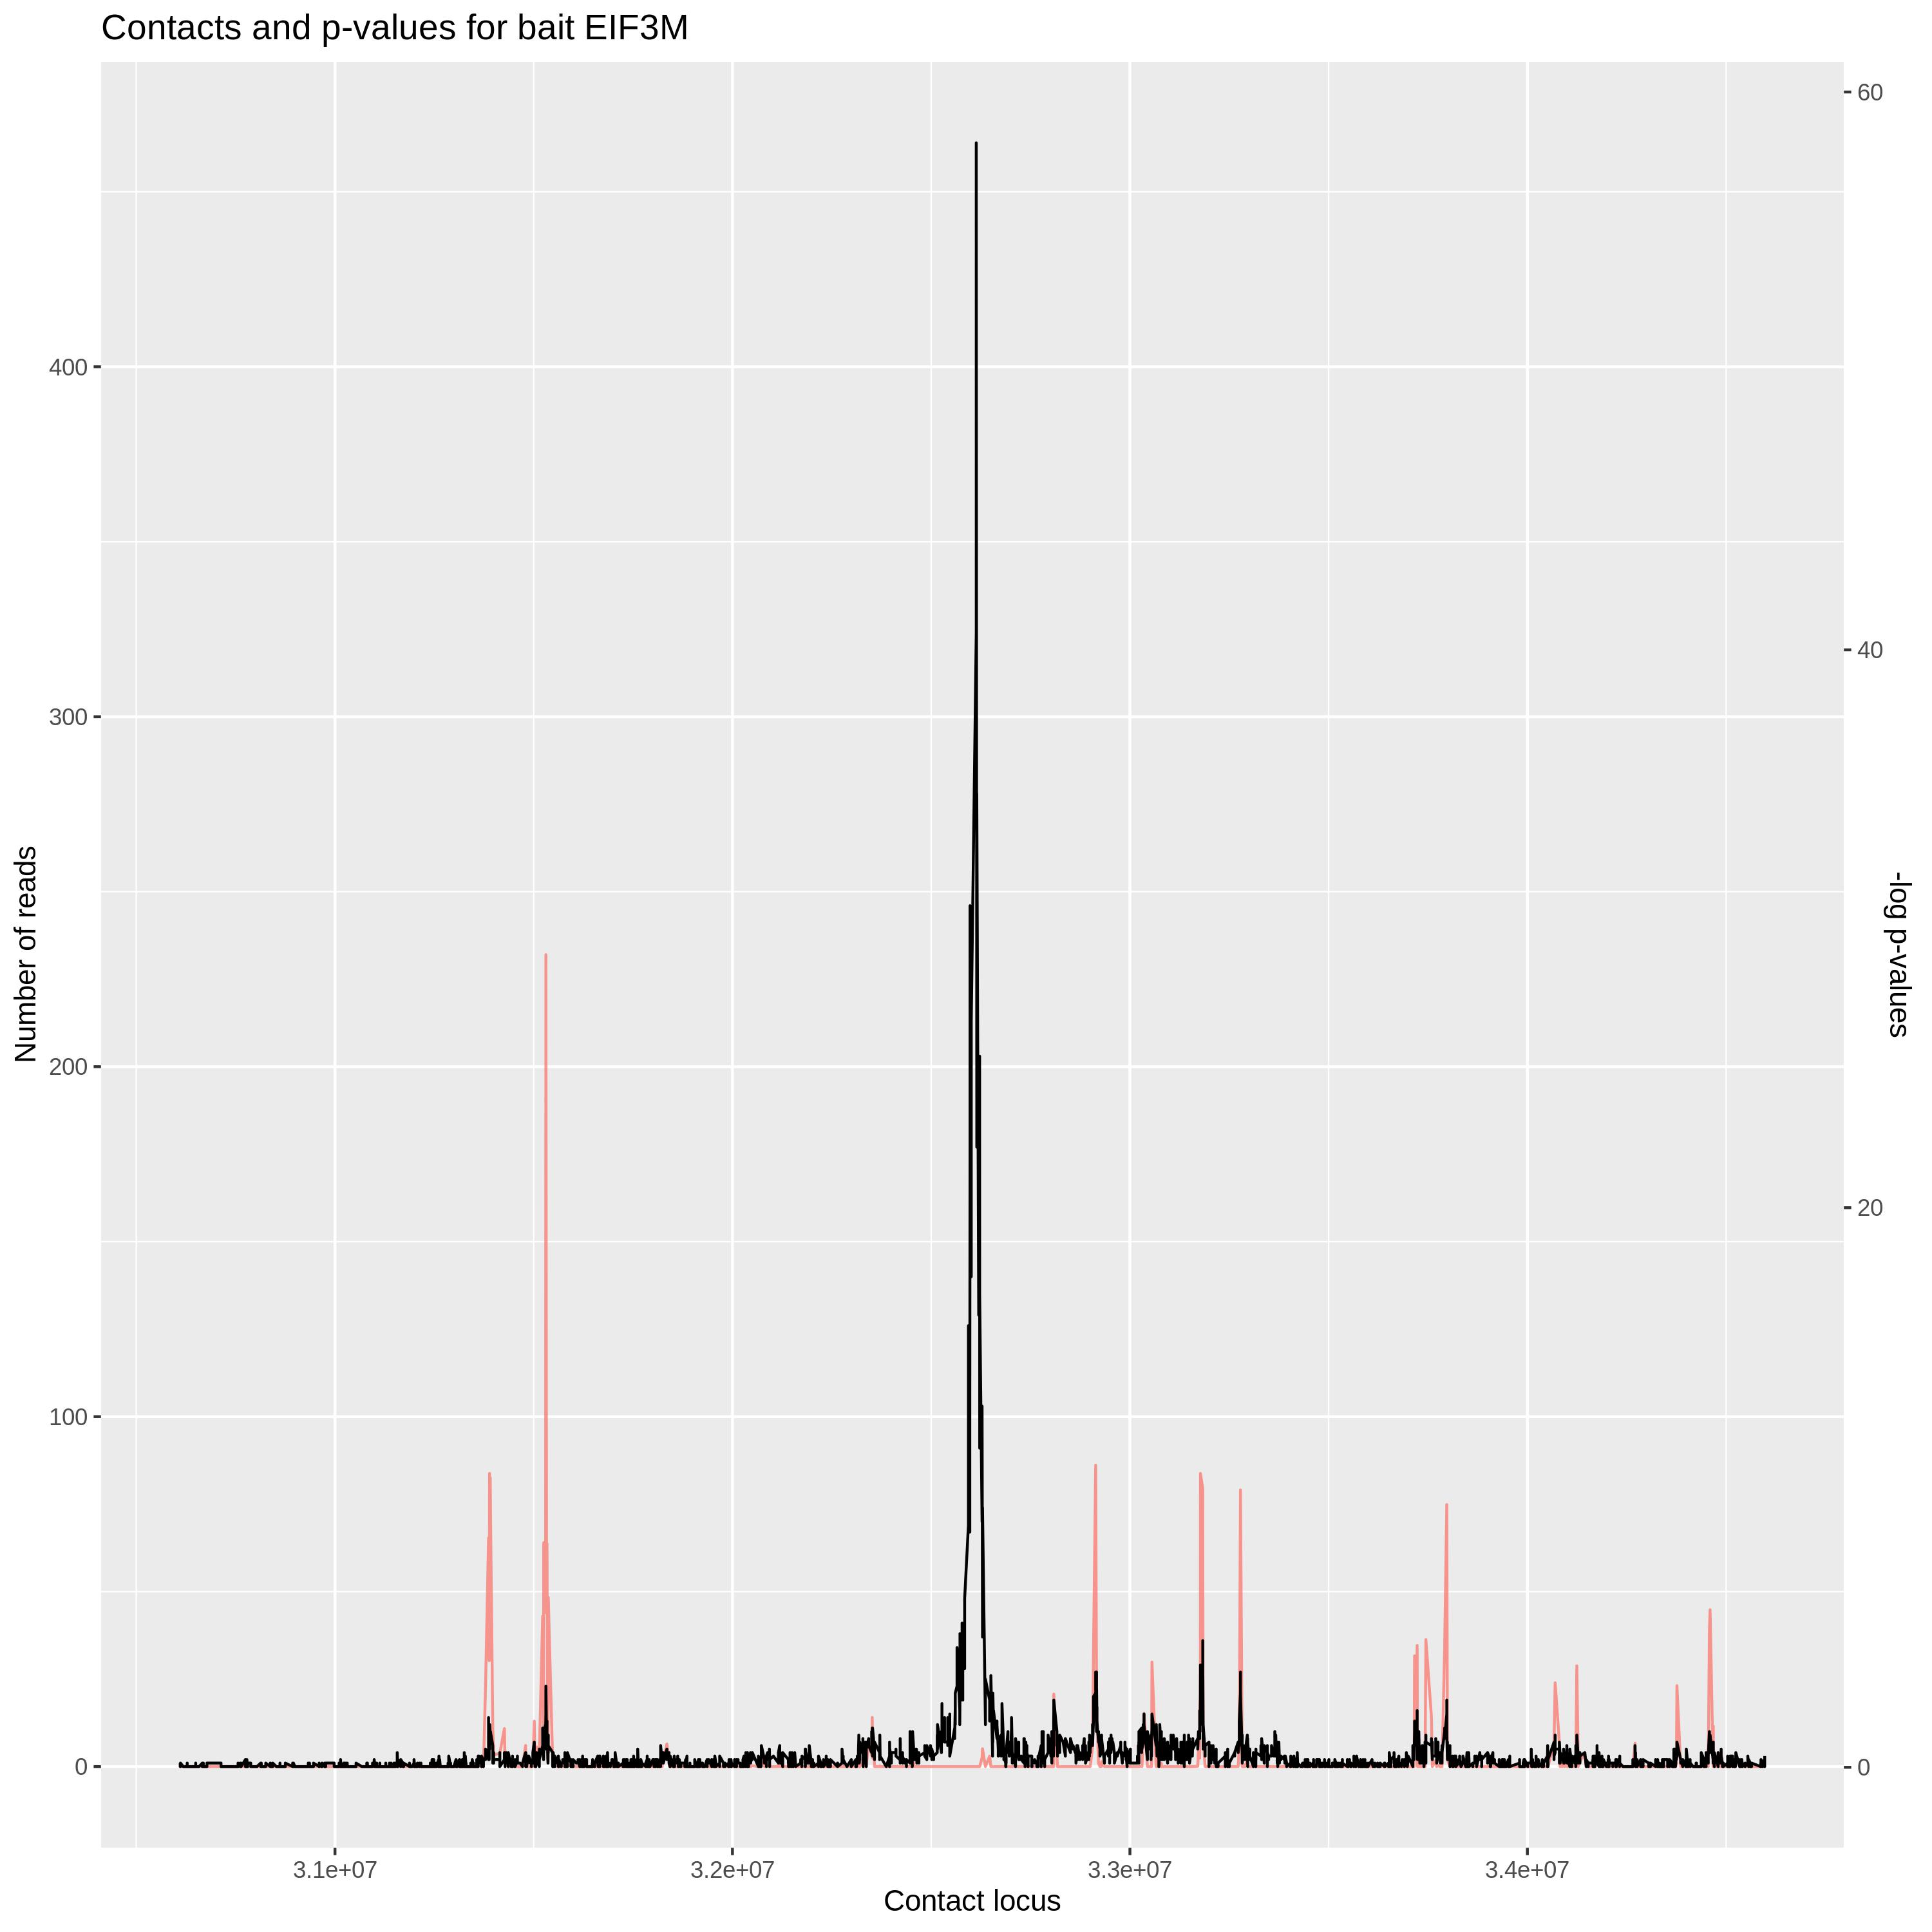 Contacts and p-values for bait EIF3M
60
400
40
300
Number of reads
-log p-values
200
20
100
0
0
3.1e+07
3.2e+07
3.3e+07
3.4e+07
Contact locus